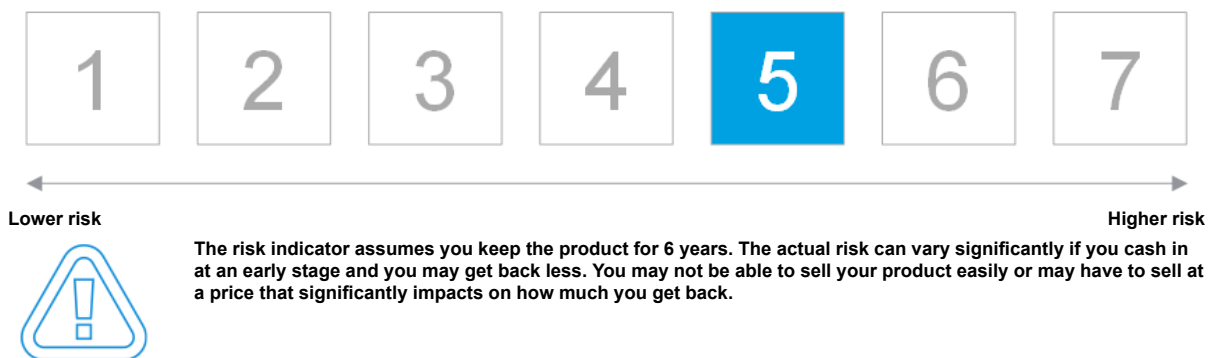 1 2 3 4 5 6 7
Lower risk Higher risk
The risk indicator assumes you keep the product for 6 years. The actual risk can vary significantly if you cash in
at an early stage and you may get back less. You may not be able to sell your product easily or may have to sell at
a price that significantly impacts on how much you get back.